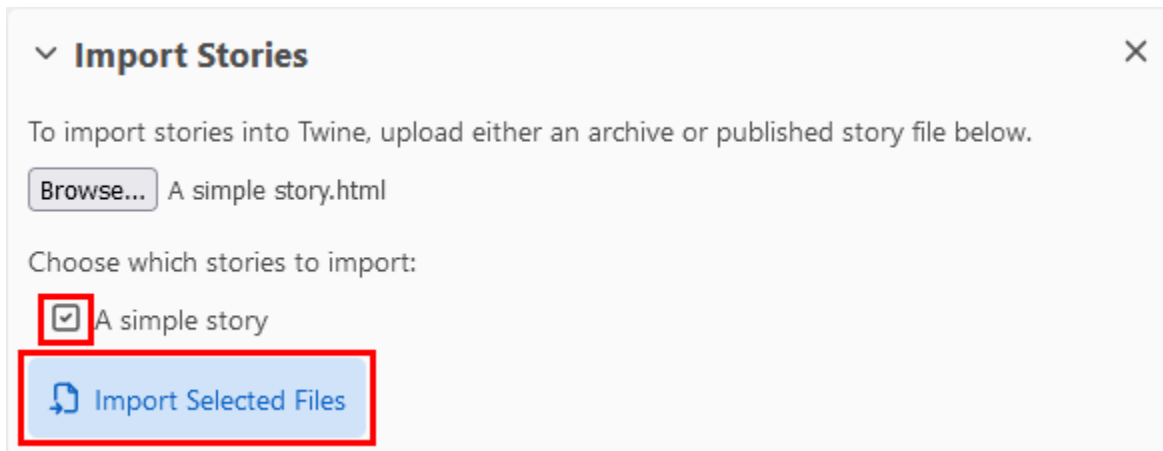 Import Stories
To import stories into Twine, upload either an archive or published story file below.
Browse... A simple story.html
Choose which stories to import:
A simple story
Import Selected Files